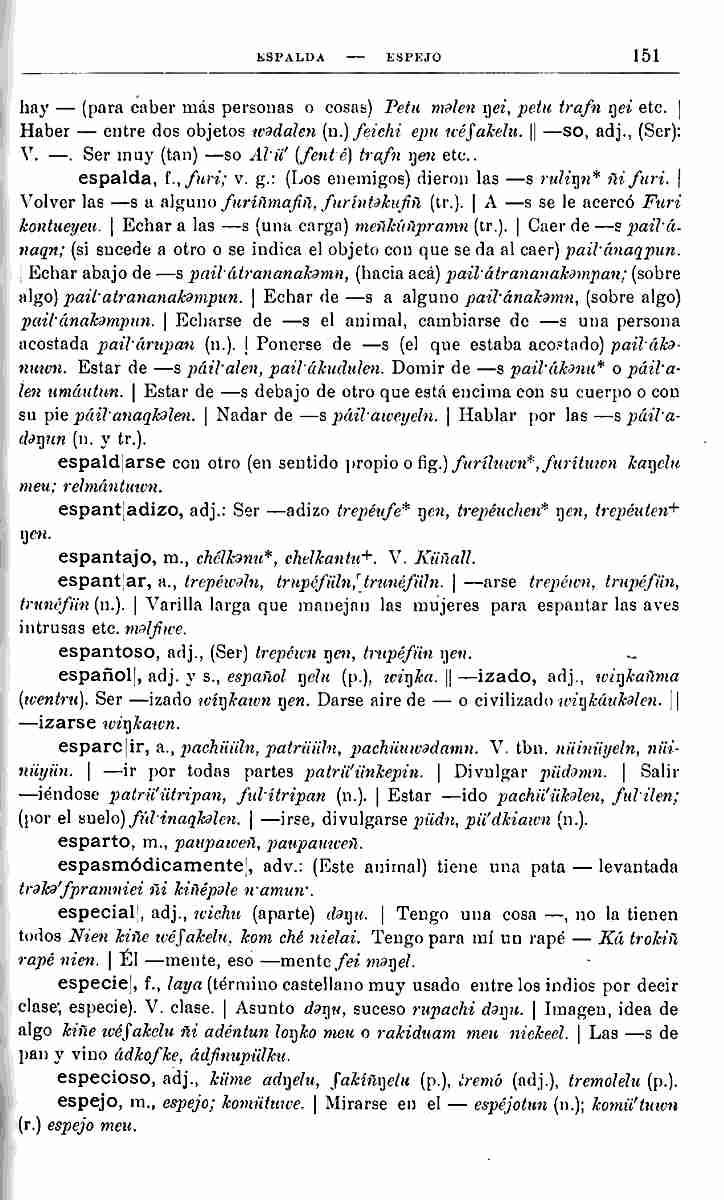 ESPALDA — ESPEJO 151
hay — (para caber más personas o cosas) Petu məlen ŋei, petu trafn ŋei etc. |
Haber — entre dos objetos wədalen (n.) feichi epu wéʃakelu. || —so, adj., (Ser):
V. —. Ser muy (tan) —so Al·ü' (fent·é) trafn ŋen etc..
espalda, f., furi; v. g.: (Los enemigos) dieron las —s ruliŋn* ñi furi. |
Volver las —s a alguno furiñmafiñ, furíntəkufiñ (tr.). | A —s se le acercó Furi
kontueyeu. | Echar a las —s (una carga) meñkúñpramn (tr.). | Caer de —s pail·á-
naqn; (si sucede a otro o se indica el objeto con que se da al caer) pail·ánaqpun.
| Echar abajo de —s pail·átrananakəmn, (hacia acá) pail·átrananakəmpan; (sobre
algo) pail·atrananakəmpun. | Echar de —s a alguno pail·ánakəmn, (sobre algo)
pail·ánakəmpun. | Echarse de —s el animal, cambiarse de —s una persona
acostada pail·árupan (n.). | Ponerse de —s (el que estaba acostado) pail·ákə-
nuwn. Estar de —s páil·alen, pail·ákudulen. Domir de —s pail·ákənu* o páil·a-
len umáutun. | Estar de —s debajo de otro que está encima con su cuerpo o con
su pie páil·anaqkəlen. | Nadar de —s páil·aweyeln. | Hablar por las —s páil·a-
dəŋun (n. y tr.).
espald|arse con otro (en sentido propio o fig.) furíluwn*, furítuwn kaŋelu
meu; relmántuwn.
espant|adizo, adj.: Ser —adizo trepéufe* ŋen, trepéuchen* ŋen, trepéuten+
ŋen.
espantajo, m., chélkənu*, chelkantu+. V. Küñall.
espant|ar, a., trepéwəln, trupéfüln, trunéfüln. | —arse trepéwn, trupéfün,
trunéfün (n.). | Varilla larga que manejan las mujeres para espantar las aves
intrusas etc. məlfiwe.
espantoso, adj., (Ser) trepéwn ŋen, trupéfün ŋen.
español|, adj. y s., español ŋelu (p.), wiŋka. || —izado, adj., wiŋkañma
(wentru). Ser —izado wíŋkawn ŋen. Darse aire de — o civilizado wiŋkáukəlen. ||
—izarse wiŋkawn.
esparc|ir, a., pachüüln, patrüüln, pachüuwədamn. V. tbn. nüinüyeln, nüi-
nüyün. | —ir por todas partes patrü'ünkepin. | Divulgar püdəmn. | Salir
—iéndose patrü'ütripan, ful·itripan (n.). | Estar —ido pachü'ükəlen, ful·ilen;
(por el suelo) fúl·inaqkəlen. | —irse, divulgarse püdn, pü'dkiawn (n.).
esparto, m., paupaweñ, paupauweñ.
espasmódicamente|, adv.: (Este animal) tiene una pata — levantada
trəkə'fpramniei ñi kiñépəle n·amun·.
especial|, adj., wichu (aparte) dəŋu. | Tengo una cosa —, no la tienen
todos Nien kiñe wéʃakelu, kom ché nielai. Tengo para mí un rapé — Ká trokiñ
rapé nien. | Él —mente, eso —mente fei məŋel.
especie|, f., laya (término castellano muy usado entre los indios por decir
clase, especie). V. clase. | Asunto dəŋu, suceso rupachi dəŋu. | Imagen, idea de
algo kiñe wéʃakelu ñi adéntun loŋko meu o rakiduam meu niekeel. | Las —s de
pan y vino ádkofke, ádfinupülku.
especioso, adj., küme adŋelu, ʃakíñŋelu (p.), tremó (adj.), tremolelu (p.).
espejo, m., espejo; komütuwe. | Mirarse en el — espéjotun (n.); komü'tuwn
(r.) espejo meu.